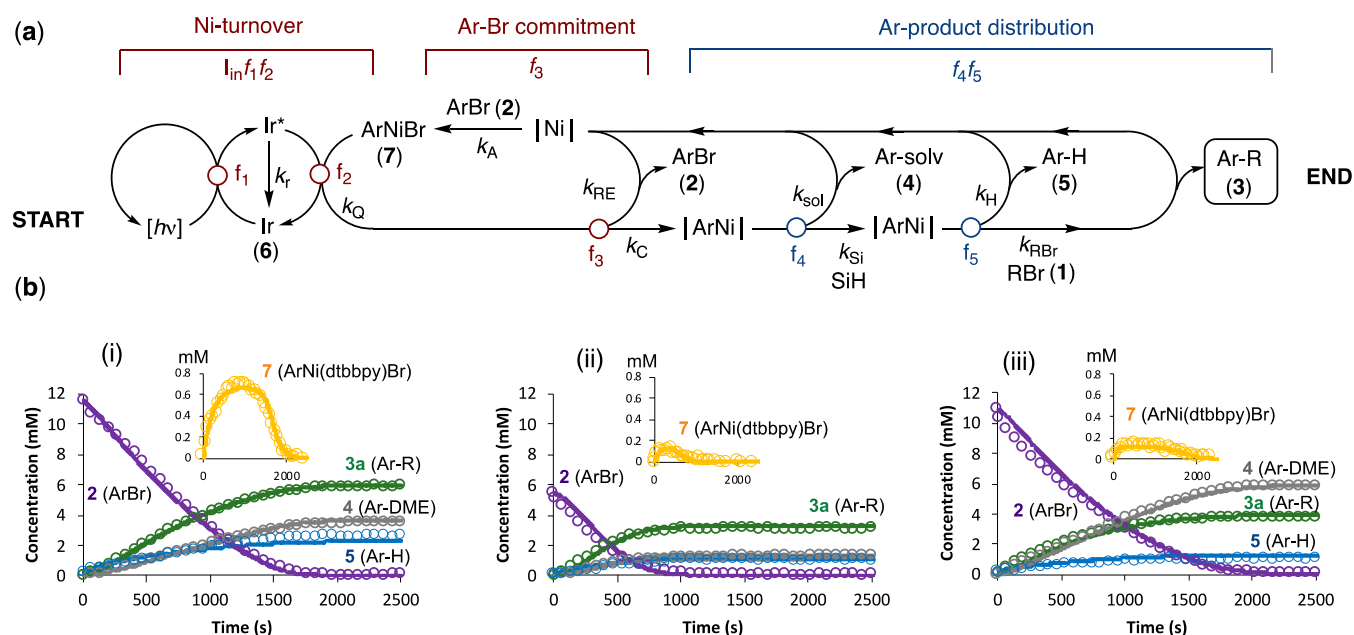 (a)
Ni-turnover
Ar-Br commitment
Ar-product distribution
I_in f_1 f_2
f_3
f_4 f_5
START
[hν]
f_1
Ir*
k_r
Ir
(6)
f_2
k_Q
ArNiBr
(7)
ArBr (2)
k_A
|Ni|
k_RE
ArBr
(2)
f_3
k_C
|ArNi|
k_sol
Ar-solv
(4)
f_4
k_Si
SiH
|ArNi|
k_H
Ar-H
(5)
f_5
k_RBr
RBr (1)
Ar-R
(3)
END
(b)
(i)
Concentration (mM)
12
10
8
6
4
2
0
0 500 1000 1500 2000 2500
Time (s)
mM
0.8
0.6
0.4
0.2
0
0 2000
7 (ArNi(dtbbpy)Br)
2 (ArBr)
3a (Ar-R)
4 (Ar-DME)
5 (Ar-H)
(ii)
Concentration (mM)
12
10
8
6
4
2
0
0 500 1000 1500 2000 2500
Time (s)
mM
0.8
0.6
0.4
0.2
0
0 2000
7 (ArNi(dtbbpy)Br)
2 (ArBr)
3a (Ar-R)
(iii)
Concentration (mM)
12
10
8
6
4
2
0
0 500 1000 1500 2000 2500
Time (s)
mM
0.8
0.6
0.4
0.2
0
0 2000
7 (ArNi(dtbbpy)Br)
2 (ArBr)
4 (Ar-DME)
3a (Ar-R)
5 (Ar-H)